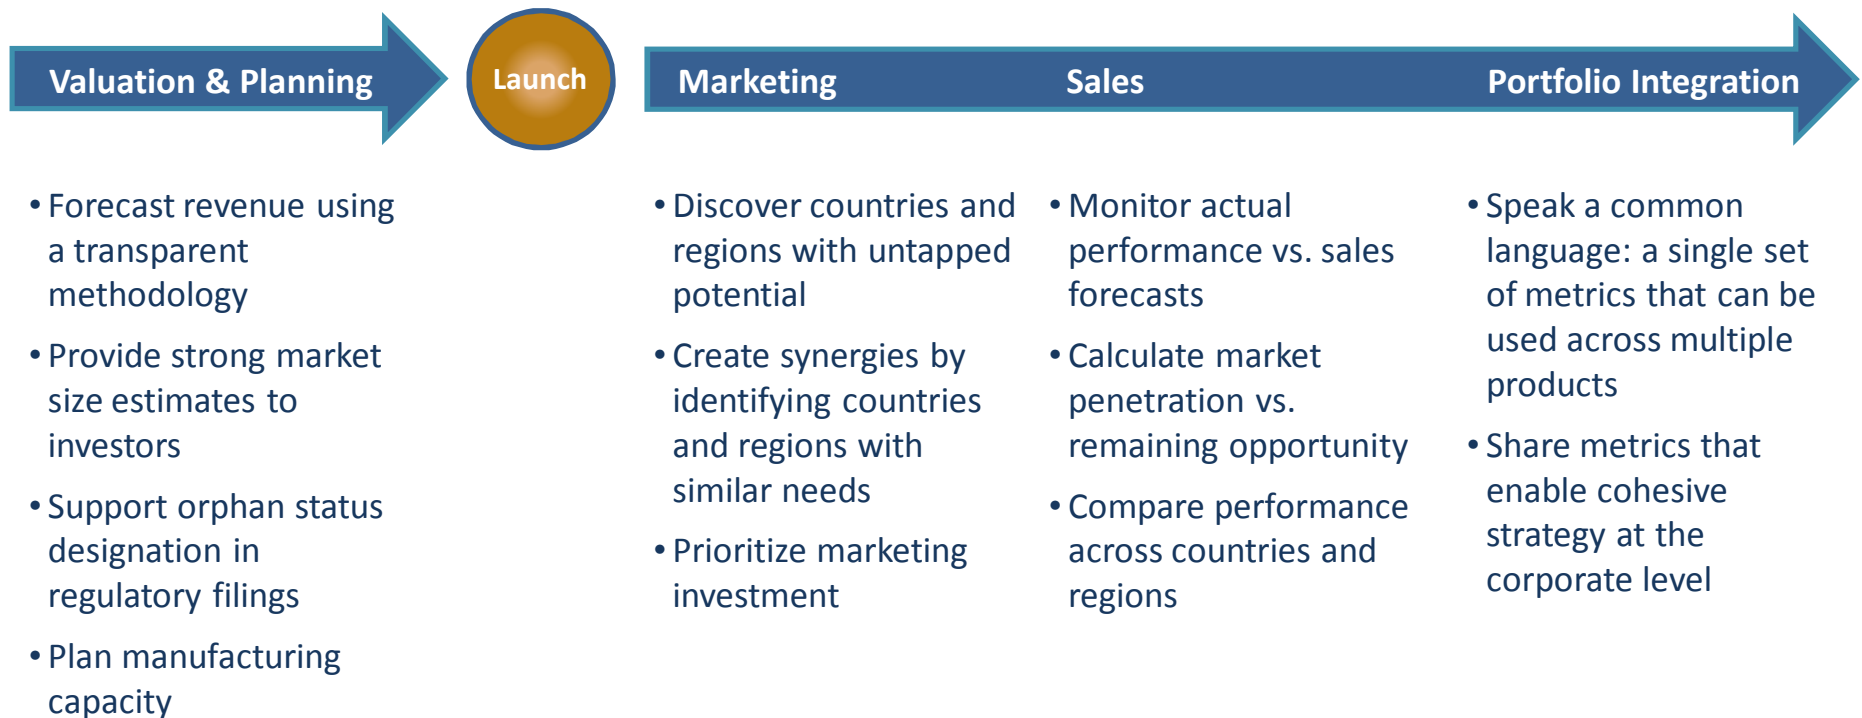 Valuation & Planning
Launch
Marketing
Sales
Portfolio Integration
• Forecast revenue using
a transparent
methodology
• Provide strong market
size estimates to
investors
• Support orphan status
designation in
regulatory filings
• Plan manufacturing
capacity
• Discover countries and
regions with untapped
potential
• Create synergies by
identifying countries
and regions with
similar needs
• Prioritize marketing
investment
• Monitor actual
performance vs. sales
forecasts
• Calculate market
penetration vs.
remaining opportunity
• Compare performance
across countries and
regions
• Speak a common
language: a single set
of metrics that can be
used across multiple
products
• Share metrics that
enable cohesive
strategy at the
corporate level